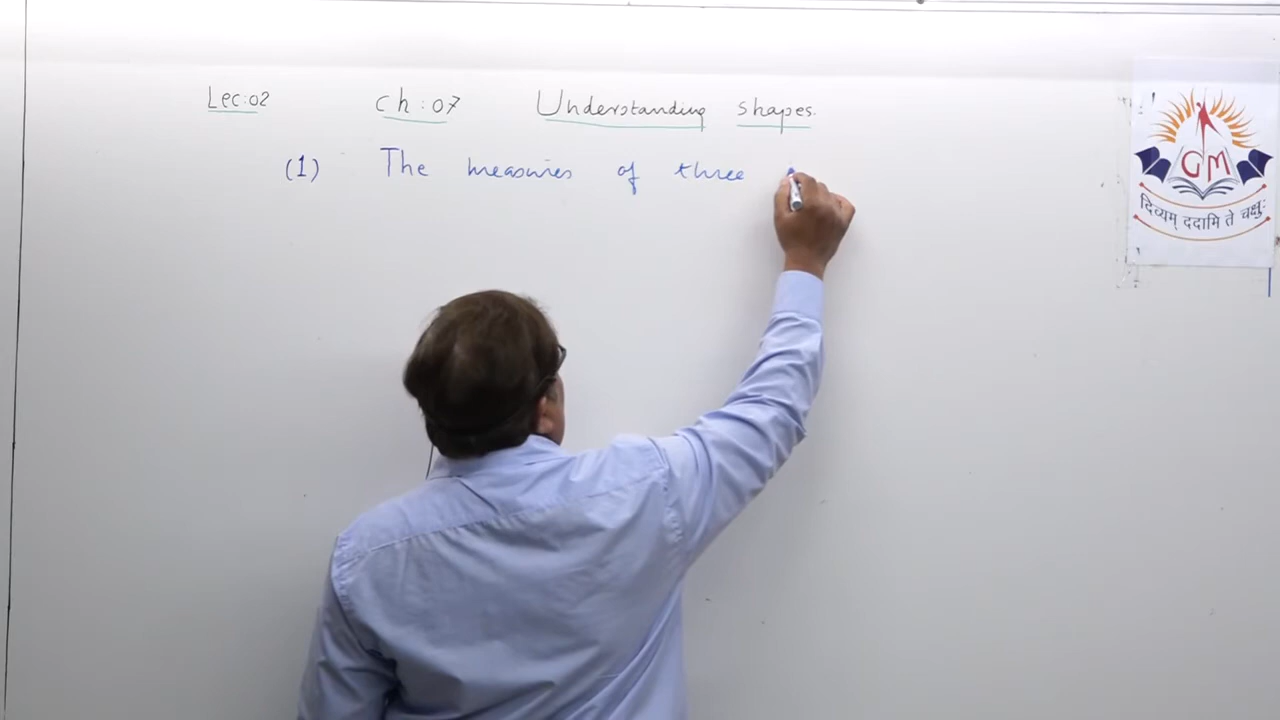 Lec:02 Ch:07 Understanding shapes.
(1) The measures of three
GM
दिव्यम् ददामि ते चक्षुः